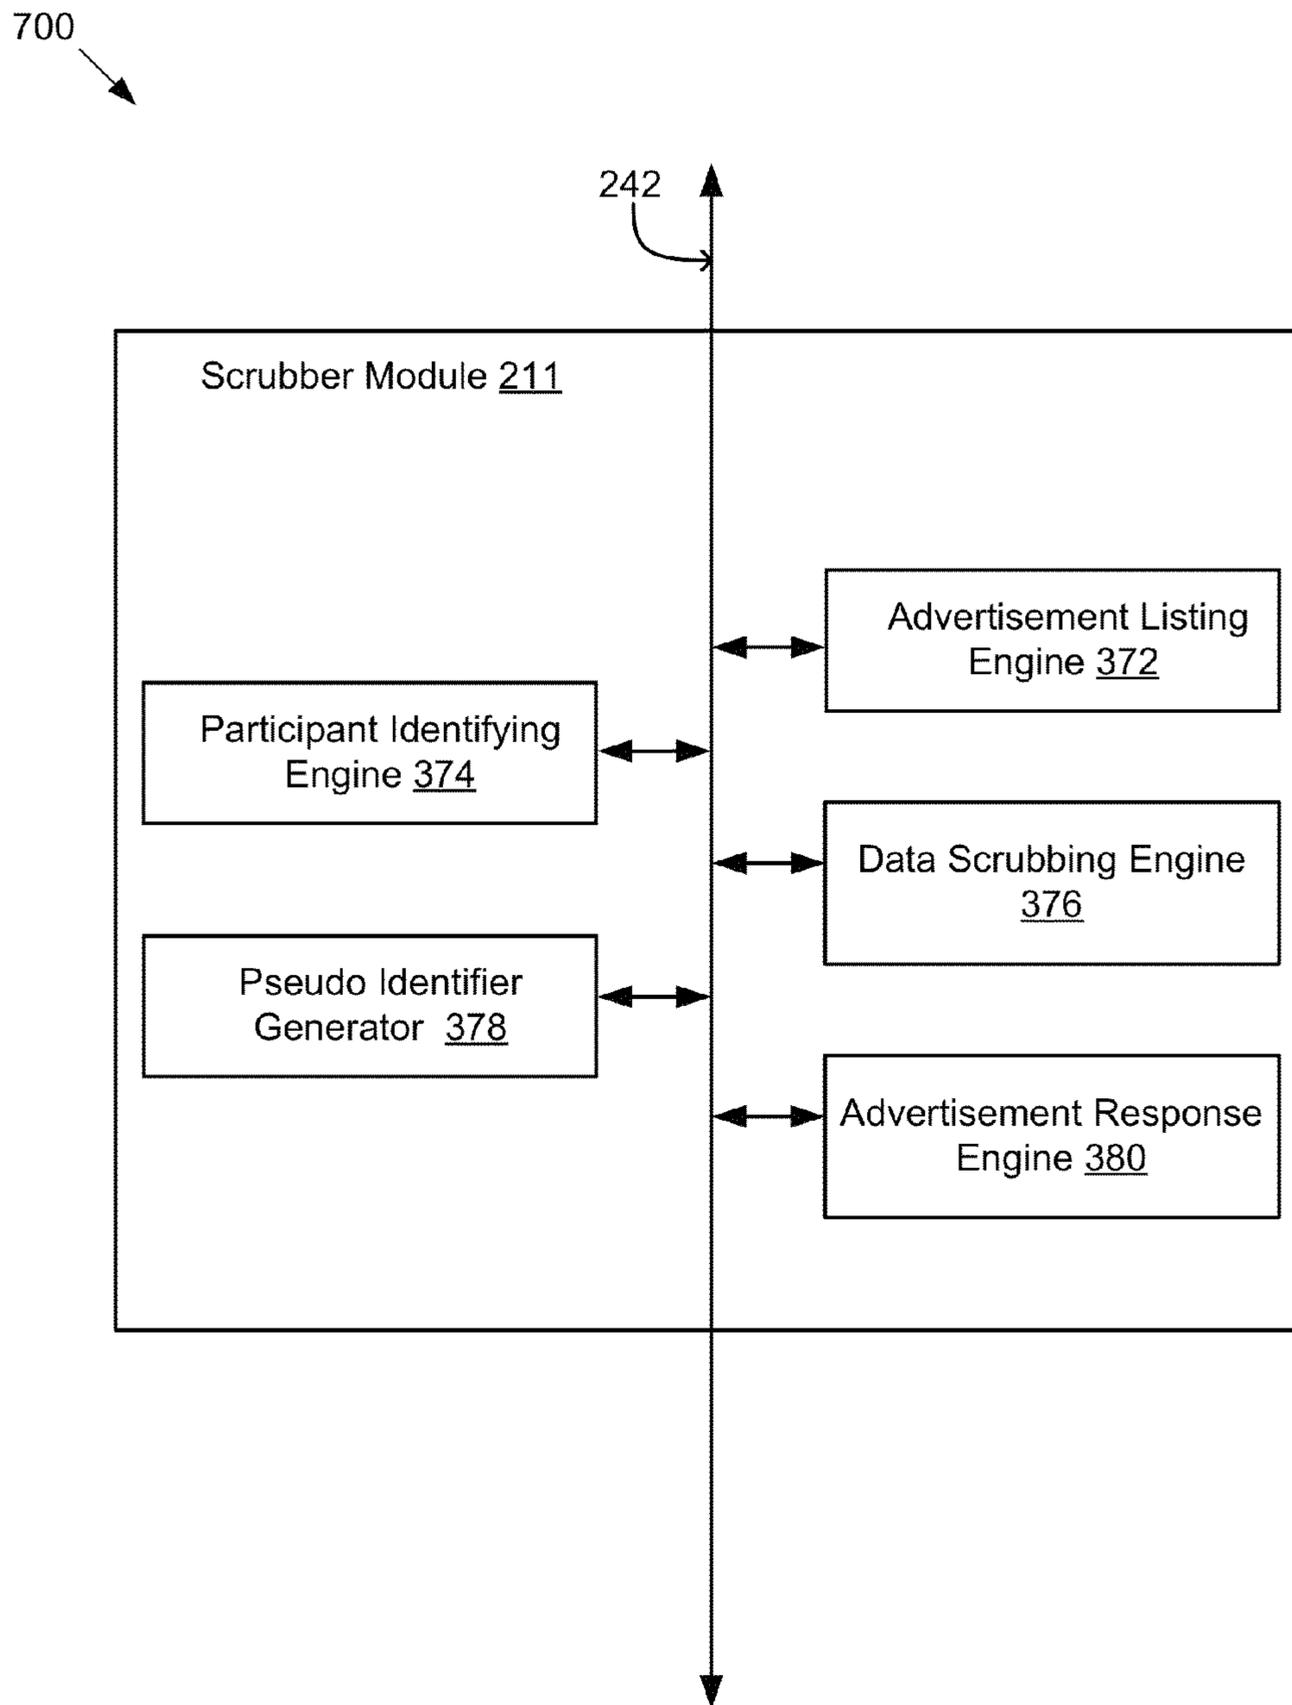 700
242
Scrubber Module 211
Advertisement Listing
Engine 372
Participant Identifying
Engine 374
Data Scrubbing Engine
376
Pseudo Identifier
Generator 378
Advertisement Response
Engine 380